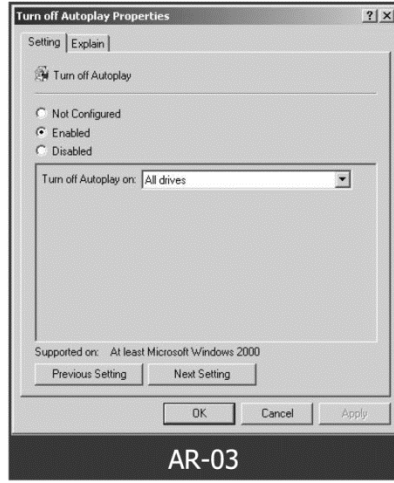 Turn off Autoplay Properties
Setting Explain
Turn off Autoplay
Not Configured
Enabled
Disabled
Turn off Autoplay on: All drives
Supported on: At least Microsoft Windows 2000
Previous Setting Next Setting
OK Cancel Apply
AR-03